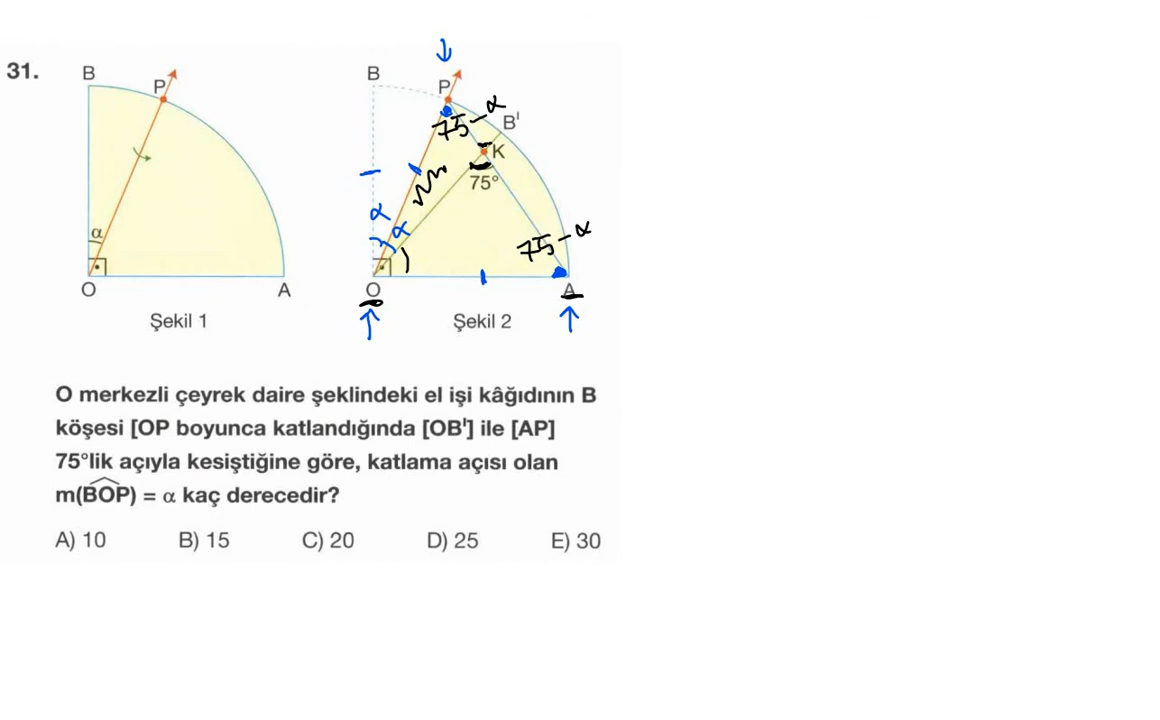 31.
B
P
α
O
A
Şekil 1
B
P
75-α
B'
K
75°
α
α
75-α
O
A
Şekil 2
O merkezli çeyrek daire şeklindeki el işi kâğıdının B
köşesi [OP boyunca katlandığında [OB'] ile [AP]
75°lik açıyla kesiştiğine göre, katlama açısı olan
m(BOP) = α kaç derecedir?
A) 10 B) 15 C) 20 D) 25 E) 30